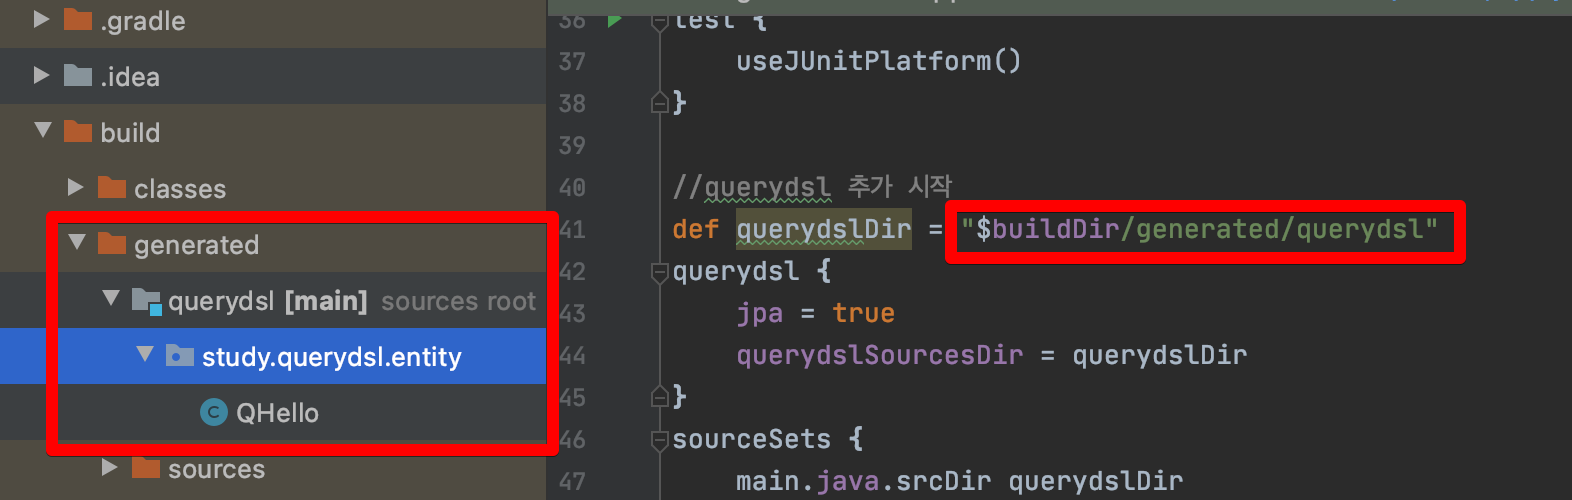 .gradle
.idea
build
classes
generated
querydsl [main] sources root
study.querydsl.entity
QHello
sources
36 test {
37 useJUnitPlatform()
38 }
39
40 //querydsl 추가 시작
41 def querydslDir = "$buildDir/generated/querydsl"
42 querydsl {
43 jpa = true
44 querydslSourcesDir = querydslDir
45 }
46 sourceSets {
47 main.java.srcDir querydslDir